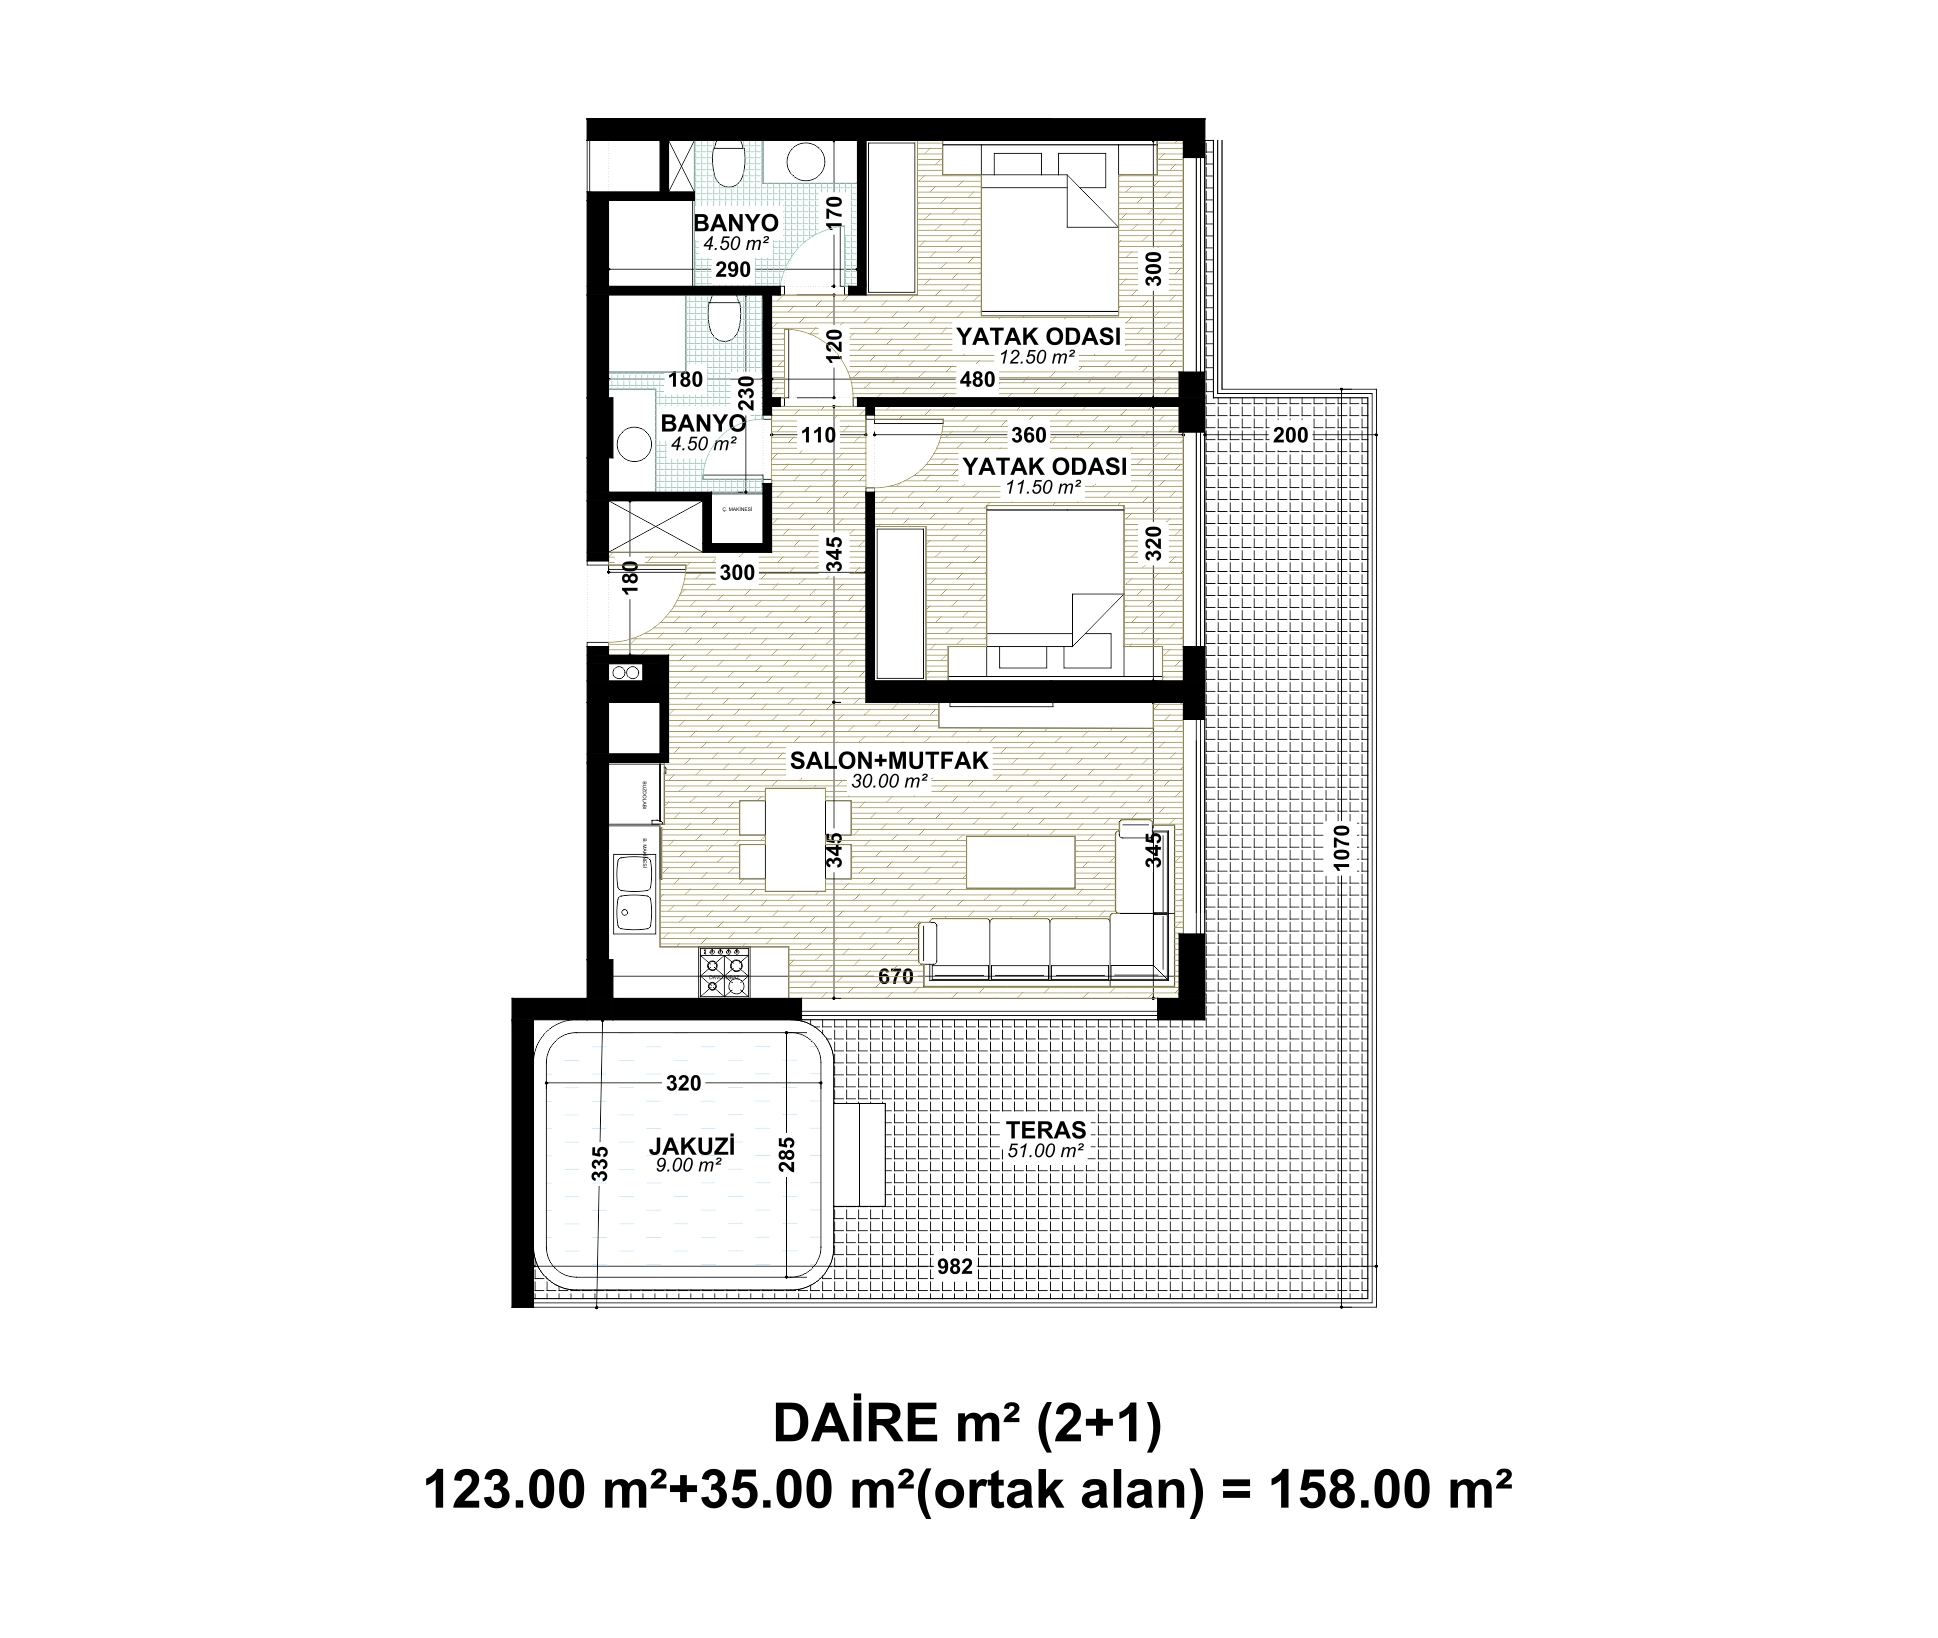 170
BANYO
4.50 m²
290
300
120
YATAK ODASI
12.50 m²
180
230
480
BANYO
4.50 m²
110
360
200
YATAK ODASI
11.50 m²
Ç. MAKİNESİ
345
320
180
300
SALON+MUTFAK
30.00 m²
BUZDOLABI
B. MAKİNESİ
345
345
1070
670
320
JAKUZİ
9.00 m²
335
285
TERAS
51.00 m²
982
DAİRE m² (2+1)
123.00 m²+35.00 m²(ortak alan) = 158.00 m²